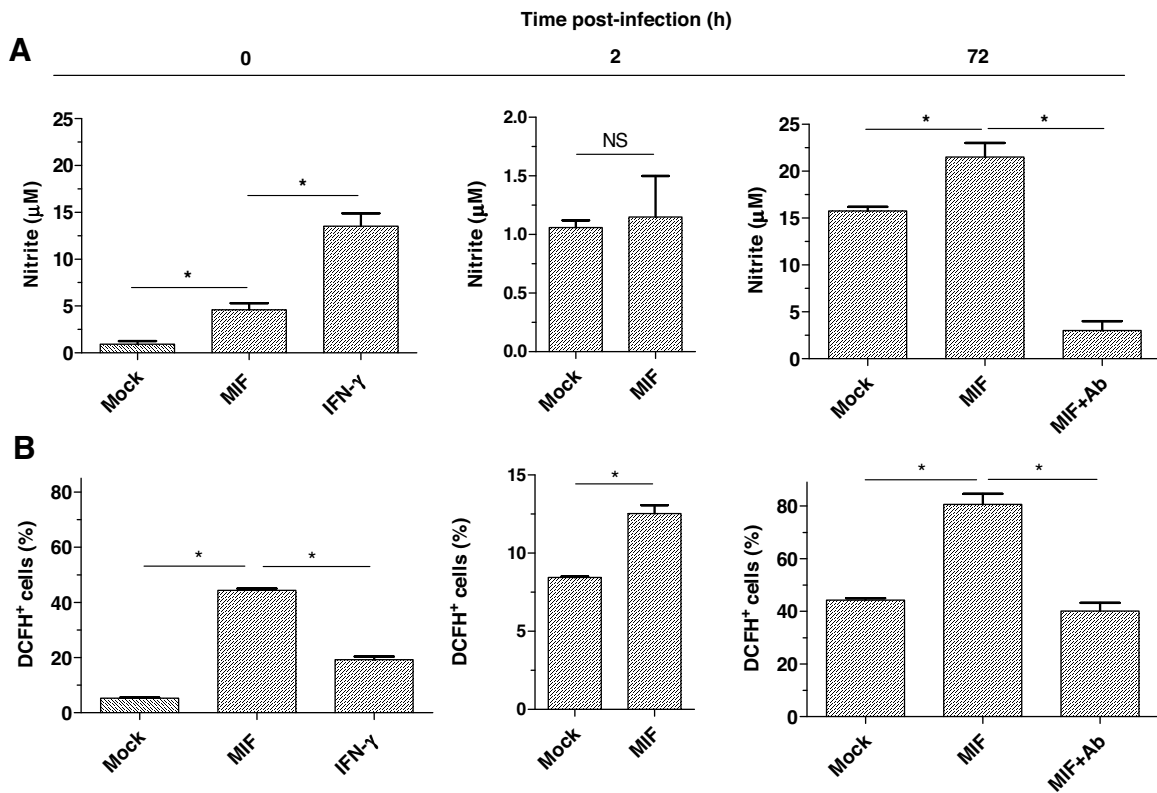 Time post-infection (h)
A
0 2 72
Nitrite (μM)
25
20
15
10
5
0
*
*
Mock MIF IFN-γ
Nitrite (μM)
2.0
1.5
1.0
0.5
0.0
NS
Mock MIF
Nitrite (μM)
25
20
15
10
5
0
* *
Mock MIF MIF+Ab
B
DCFH⁺ cells (%)
80
60
40
20
0
* *
Mock MIF IFN-γ
DCFH⁺ cells (%)
15
10
5
0
*
Mock MIF
DCFH⁺ cells (%)
80
60
40
20
0
* *
Mock MIF MIF+Ab